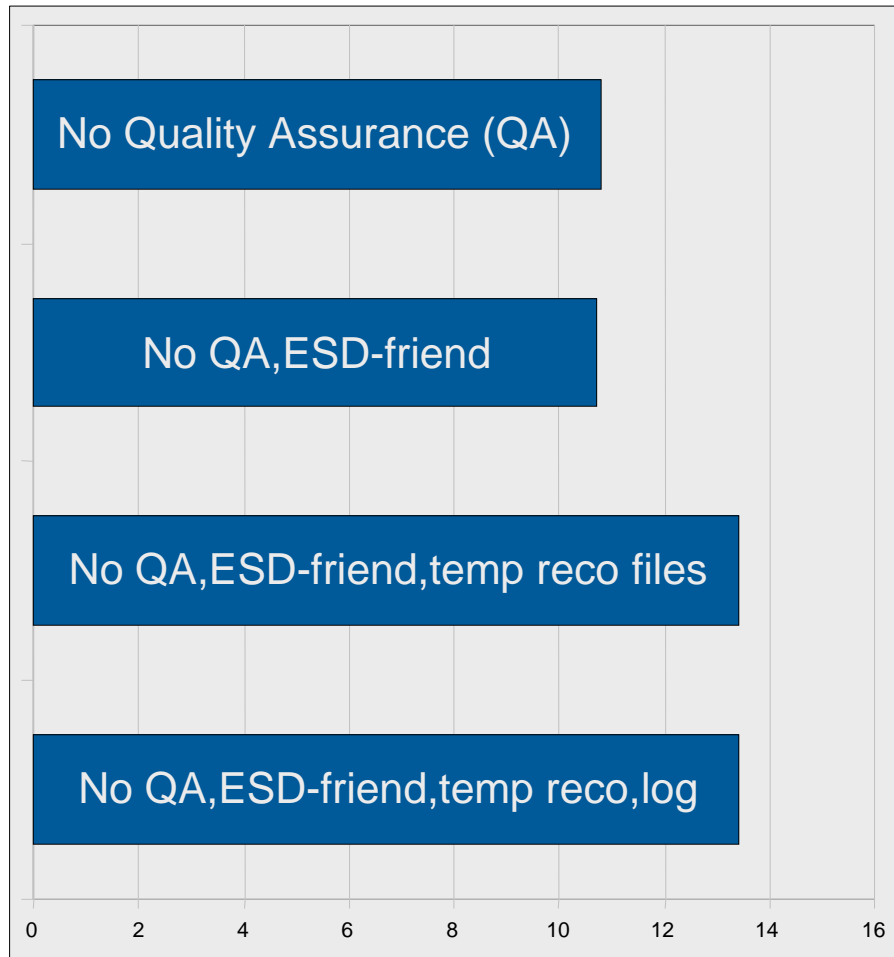 No Quality Assurance (QA)
No QA,ESD-friend
No QA,ESD-friend,temp reco files
No QA,ESD-friend,temp reco,log
0 2 4 6 8 10 12 14 16